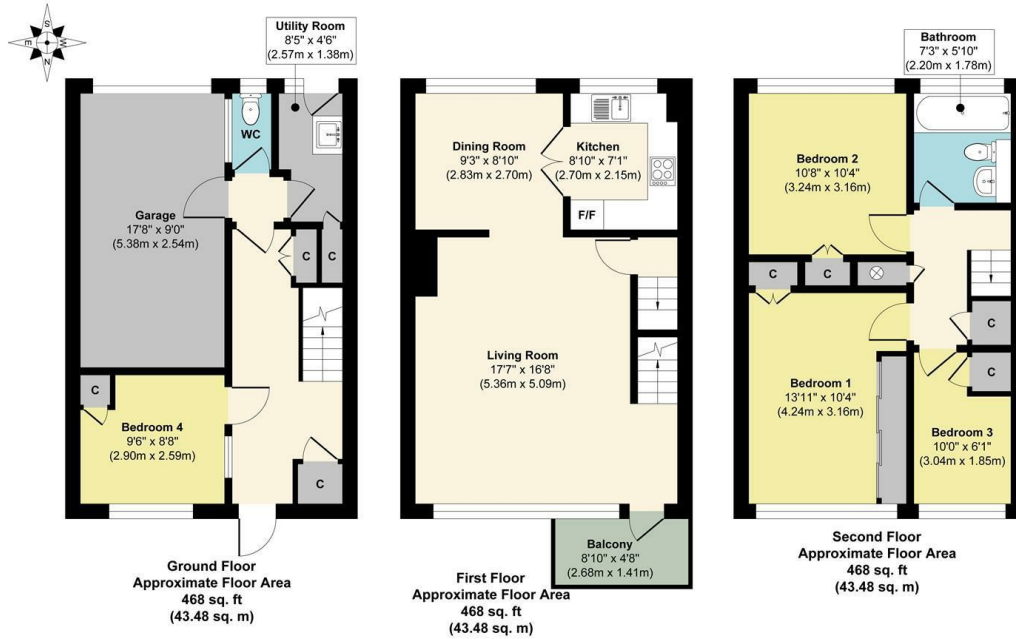 S
E
W
N
Utility Room
8'5" x 4'6"
(2.57m x 1.38m)
WC
Garage
17'8" x 9'0"
(5.38m x 2.54m)
C
C
C
Bedroom 4
9'6" x 8'8"
(2.90m x 2.59m)
C
Ground Floor
Approximate Floor Area
468 sq. ft
(43.48 sq. m)
Dining Room
9'3" x 8'10"
(2.83m x 2.70m)
Kitchen
8'10" x 7'1"
(2.70m x 2.15m)
F/F
Living Room
17'7" x 16'8"
(5.36m x 5.09m)
Balcony
8'10" x 4'8"
(2.68m x 1.41m)
First Floor
Approximate Floor Area
468 sq. ft
(43.48 sq. m)
Bathroom
7'3" x 5'10"
(2.20m x 1.78m)
Bedroom 2
10'8" x 10'4"
(3.24m x 3.16m)
C
C
C
C
Bedroom 1
13'11" x 10'4"
(4.24m x 3.16m)
Bedroom 3
10'0" x 6'1"
(3.04m x 1.85m)
Second Floor
Approximate Floor Area
468 sq. ft
(43.48 sq. m)